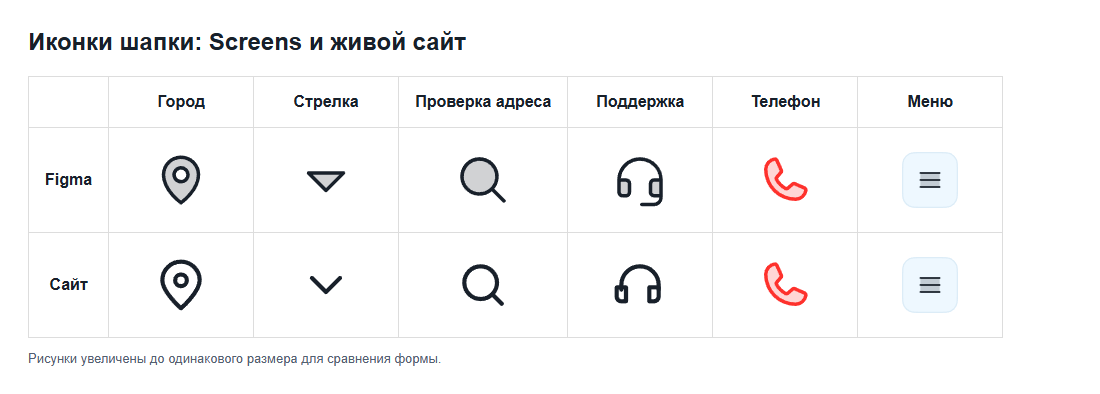 Иконки шапки: Screens и живой сайт
Город Стрелка Проверка адреса Поддержка Телефон Меню
Figma
Сайт
Рисунки увеличены до одинакового размера для сравнения формы.